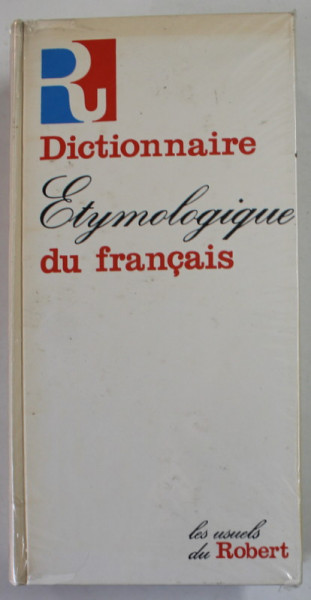 RU
Dictionnaire
Etymologique
du français
les usuels
du Robert